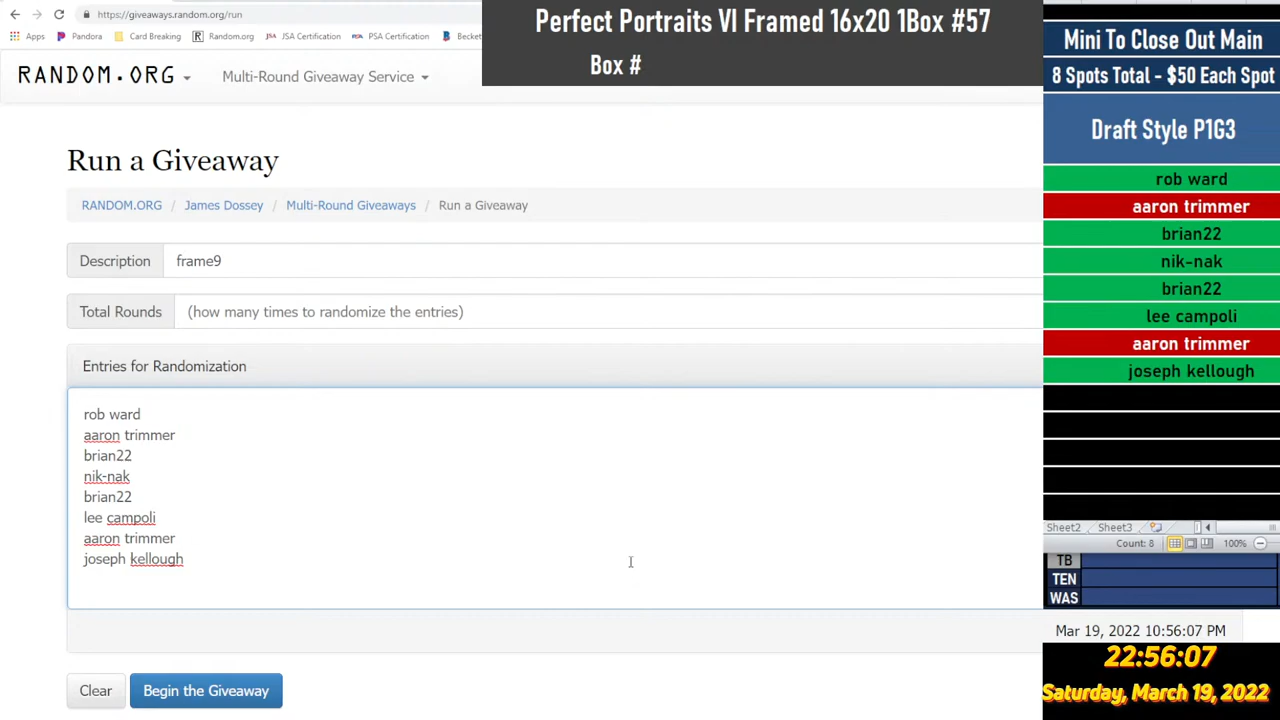 https://giveaways.random.org/run
Apps
Pandora
Card Breaking
Random.org
JSA Certification
PSA Certification
Beckett
Perfect Portraits VI Framed 16x20 1Box #57
Box #
RANDOM.ORG
Multi-Round Giveaway Service
Run a Giveaway
RANDOM.ORG / James Dossey / Multi-Round Giveaways / Run a Giveaway
Description frame9
Total Rounds (how many times to randomize the entries)
Entries for Randomization
rob ward
aaron trimmer
brian22
nik-nak
brian22
lee campoli
aaron trimmer
joseph kellough
Clear
Begin the Giveaway
Mini To Close Out Main
8 Spots Total - $50 Each Spot
Draft Style P1G3
rob ward
aaron trimmer
brian22
nik-nak
brian22
lee campoli
aaron trimmer
joseph kellough
Sheet2 Sheet3
Count: 8 100%
TB
TEN
WAS
Mar 19, 2022 10:56:07 PM
22:56:07
Saturday, March 19, 2022